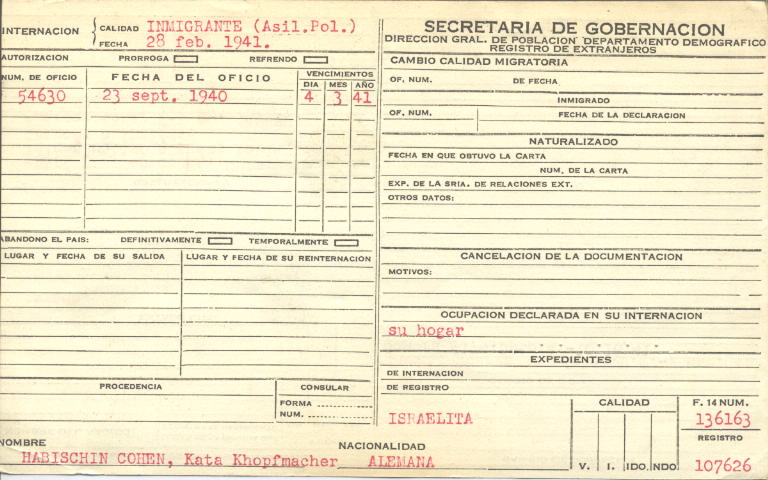 INTERNACION { CALIDAD INMIGRANTE (Asil.Pol.)
FECHA 28 feb. 1941.
AUTORIZACION PRORROGA REFRENDO
NUM. DE OFICIO FECHA DEL OFICIO VENCIMIENTOS
DIA MES AÑO
54630 23 sept. 1940 4 3 41
ABANDONO EL PAIS: DEFINITIVAMENTE TEMPORALMENTE
LUGAR Y FECHA DE SU SALIDA LUGAR Y FECHA DE SU REINTERNACION
PROCEDENCIA CONSULAR
FORMA
NUM.
SECRETARIA DE GOBERNACION
DIRECCION GRAL. DE POBLACION DEPARTAMENTO DEMOGRAFICO
REGISTRO DE EXTRANJEROS
CAMBIO CALIDAD MIGRATORIA
OF. NUM. DE FECHA
INMIGRADO
OF. NUM. FECHA DE LA DECLARACION
NATURALIZADO
FECHA EN QUE OBTUVO LA CARTA
NUM. DE LA CARTA
EXP. DE LA SRIA. DE RELACIONES EXT.
OTROS DATOS:
CANCELACION DE LA DOCUMENTACION
MOTIVOS:
OCUPACION DECLARADA EN SU INTERNACION
su hogar
EXPEDIENTES
DE INTERNACION
DE REGISTRO
ISRAELITA
CALIDAD
V. I. IDO. NDO.
F. 14 NUM.
136163
REGISTRO
107626
NOMBRE NACIONALIDAD
HABISCHIN COHEN, Kata Khopfmacher ALEMANA